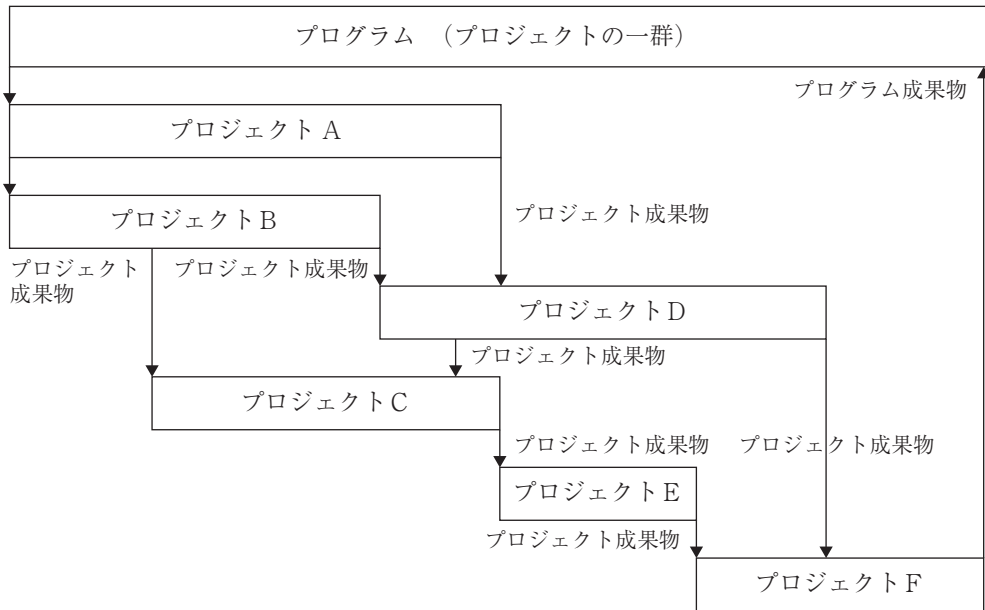 プログラム （プロジェクトの一群）
プログラム成果物
プロジェクト A
プロジェクト成果物
プロジェクトB
プロジェクト
成果物
プロジェクト成果物
プロジェクトD
プロジェクト成果物
プロジェクトC
プロジェクト成果物
プロジェクト成果物
プロジェクトE
プロジェクト成果物
プロジェクトF